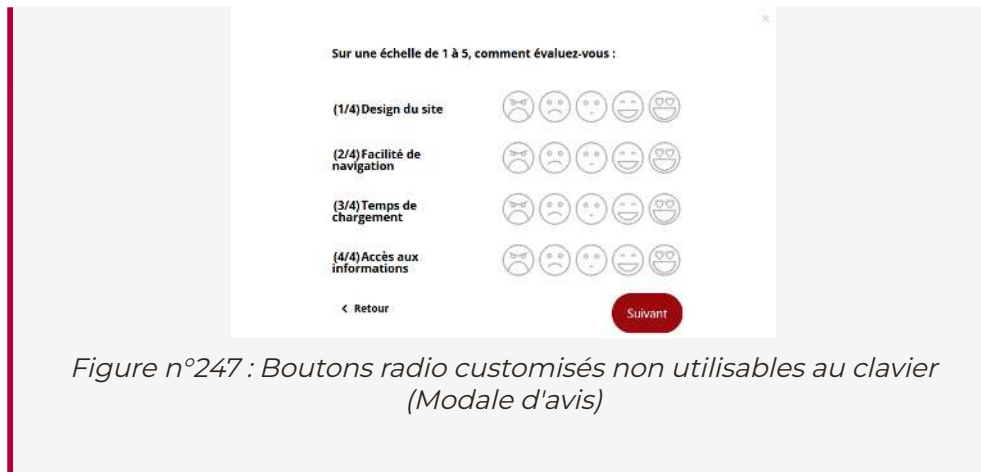 ×
Sur une échelle de 1 à 5, comment évaluez-vous :
(1/4) Design du site
(2/4) Facilité de
navigation
(3/4) Temps de
chargement
(4/4) Accès aux
informations
< Retour
Suivant
Figure n°247 : Boutons radio customisés non utilisables au clavier
(Modale d'avis)